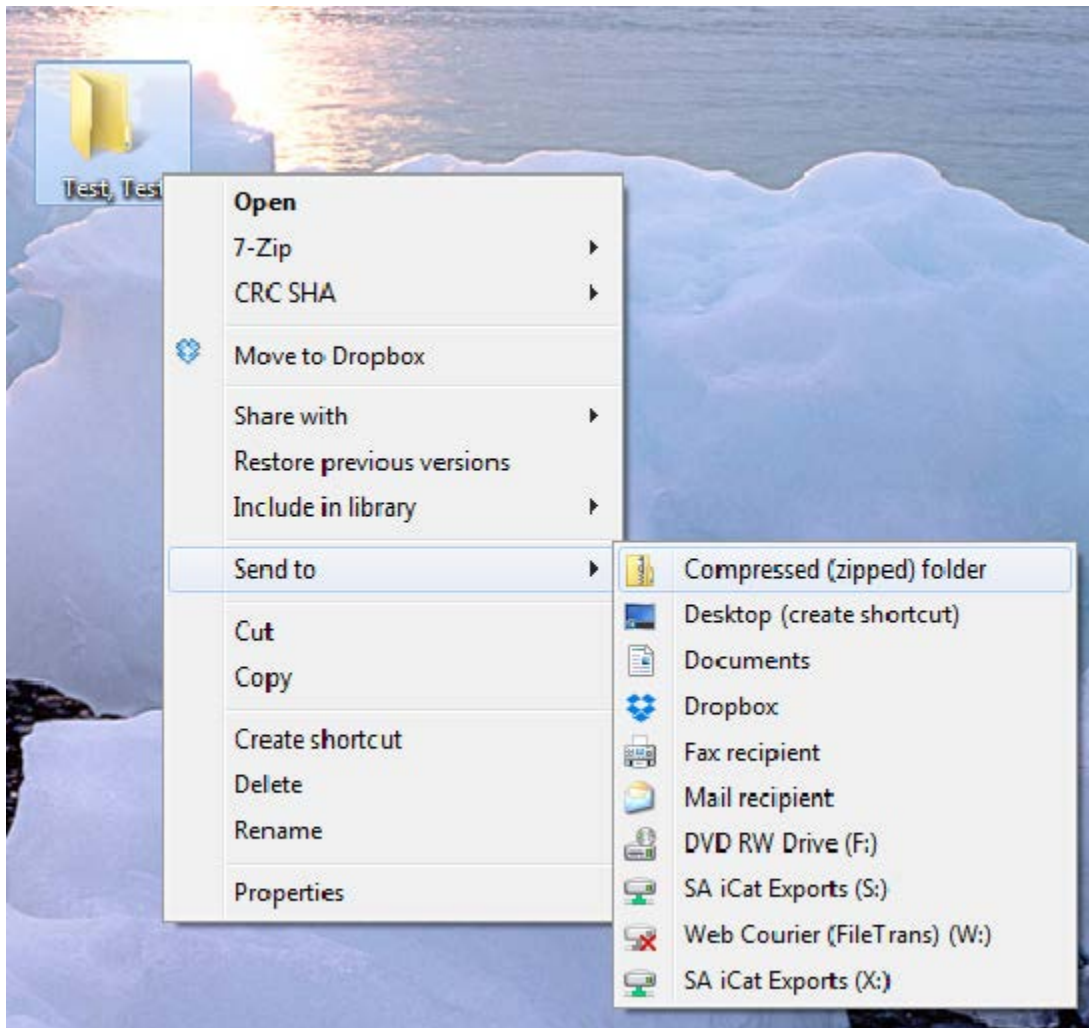 Test, Test
Open
7-Zip
CRC SHA
Move to Dropbox
Share with
Restore previous versions
Include in library
Send to
Cut
Copy
Create shortcut
Delete
Rename
Properties
Compressed (zipped) folder
Desktop (create shortcut)
Documents
Dropbox
Fax recipient
Mail recipient
DVD RW Drive (F:)
SA iCat Exports (S:)
Web Courier (FileTrans) (W:)
SA iCat Exports (X:)